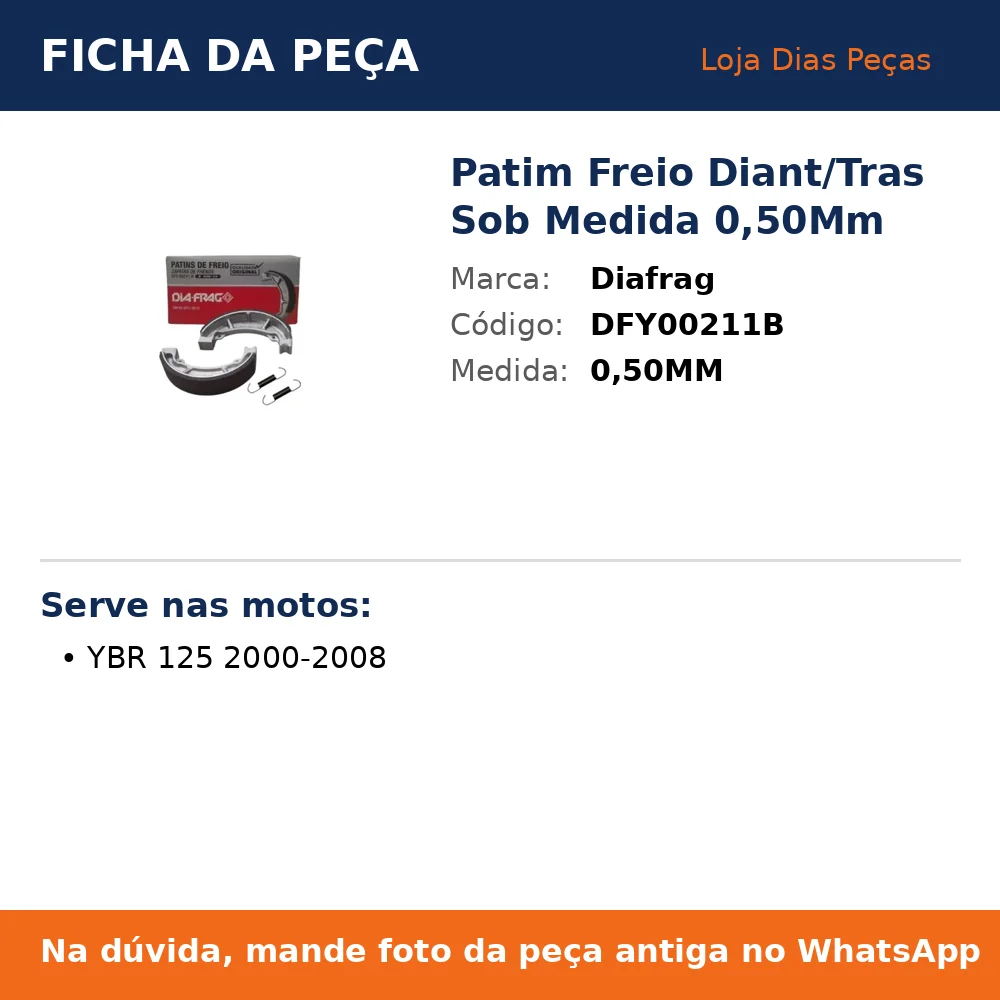 FICHA DA PEÇA
Loja Dias Peças
Patim Freio Diant/Tras
Sob Medida 0,50Mm
Marca: Diafrag
Código: DFY00211B
Medida: 0,50MM
PATINS DE FREIO
DIA-FRAG
ORIGINAL
Serve nas motos:
• YBR 125 2000-2008
Na dúvida, mande foto da peça antiga no WhatsApp